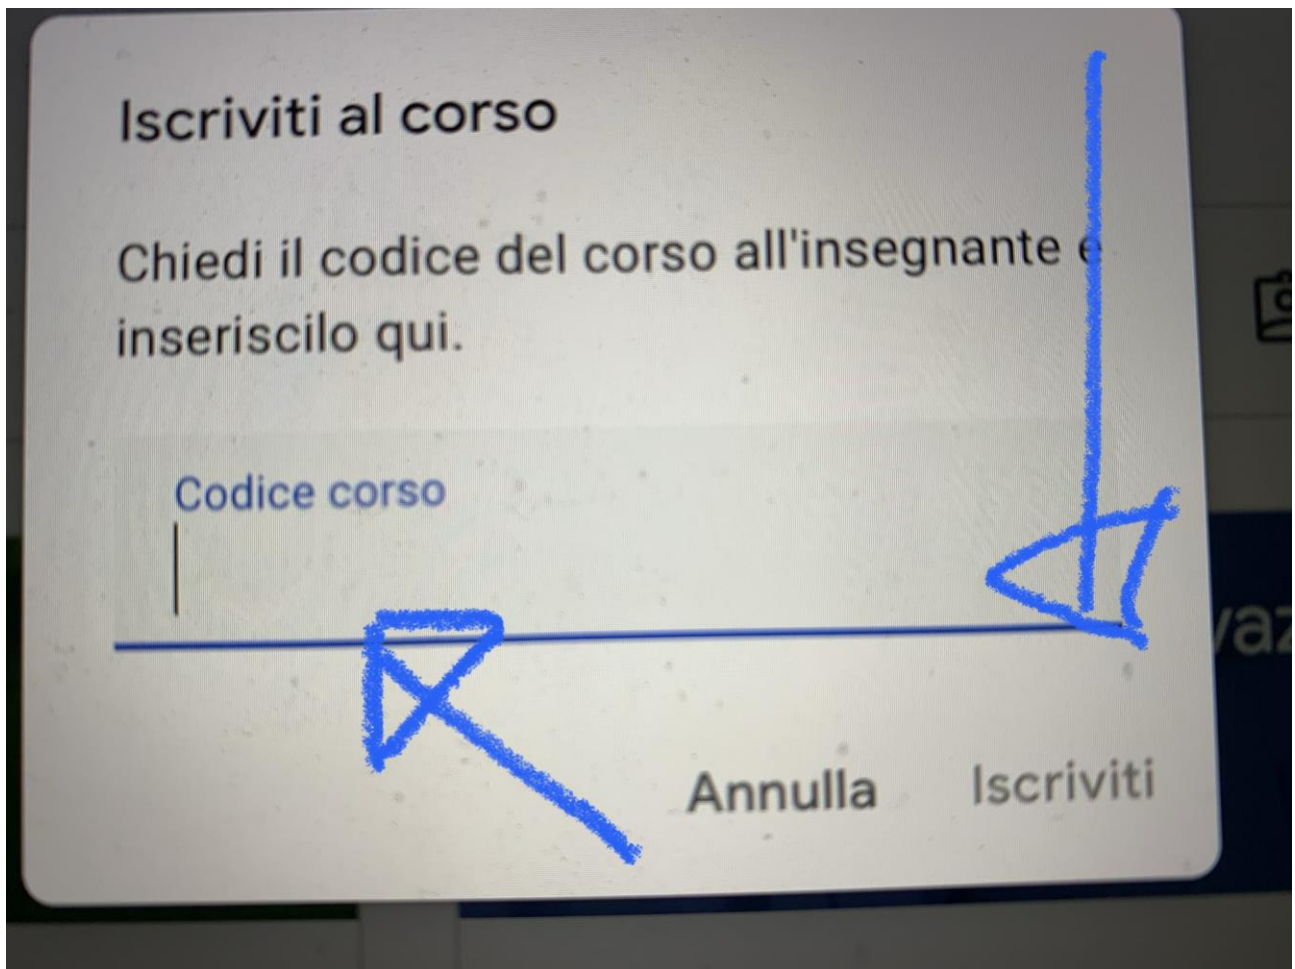 Iscriviti al corso
Chiedi il codice del corso all'insegnante e
inseriscilo qui.
Codice corso
Annulla Iscriviti